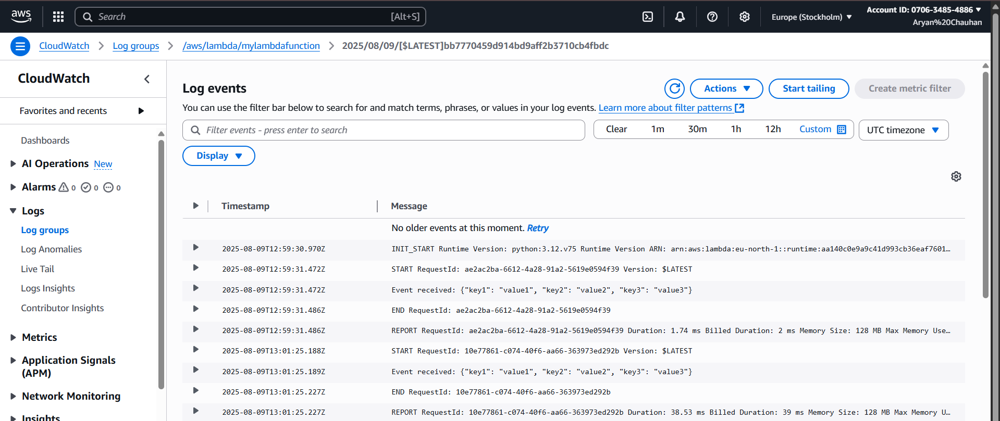 aws
Search [Alt+S]
Europe (Stockholm)
Account ID: 0706-3485-4886
Aryan%20Chauhan
CloudWatch
Log groups
/aws/lambda/mylambdafunction
2025/08/09/[$LATEST]bb7770459d914bd9aff2b3710cb4fbdc
CloudWatch
Favorites and recents
Dashboards
AI Operations New
Alarms 0 0 0
Logs
Log groups
Log Anomalies
Live Tail
Logs Insights
Contributor Insights
Metrics
Application Signals
(APM)
Network Monitoring
Insights
Log events
Actions
Start tailing
Create metric filter
You can use the filter bar below to search for and match terms, phrases, or values in your log events. Learn more about filter patterns
Filter events - press enter to search
Clear 1m 30m 1h 12h Custom
UTC timezone
Display
Timestamp Message
No older events at this moment. Retry
2025-08-09T12:59:30.970Z INIT_START Runtime Version: python:3.12.v75 Runtime Version ARN: arn:aws:lambda:eu-north-1::runtime:aa140c0e9a9c41d993cb36eaf7601…
2025-08-09T12:59:31.472Z START RequestId: ae2ac2ba-6612-4a28-91a2-5619e0594f39 Version: $LATEST
2025-08-09T12:59:31.472Z Event received: {"key1": "value1", "key2": "value2", "key3": "value3"}
2025-08-09T12:59:31.486Z END RequestId: ae2ac2ba-6612-4a28-91a2-5619e0594f39
2025-08-09T12:59:31.486Z REPORT RequestId: ae2ac2ba-6612-4a28-91a2-5619e0594f39 Duration: 1.74 ms Billed Duration: 2 ms Memory Size: 128 MB Max Memory Use…
2025-08-09T13:01:25.188Z START RequestId: 10e77861-c074-40f6-aa66-363973ed292b Version: $LATEST
2025-08-09T13:01:25.189Z Event received: {"key1": "value1", "key2": "value2", "key3": "value3"}
2025-08-09T13:01:25.227Z END RequestId: 10e77861-c074-40f6-aa66-363973ed292b
2025-08-09T13:01:25.227Z REPORT RequestId: 10e77861-c074-40f6-aa66-363973ed292b Duration: 38.53 ms Billed Duration: 39 ms Memory Size: 128 MB Max Memory U…